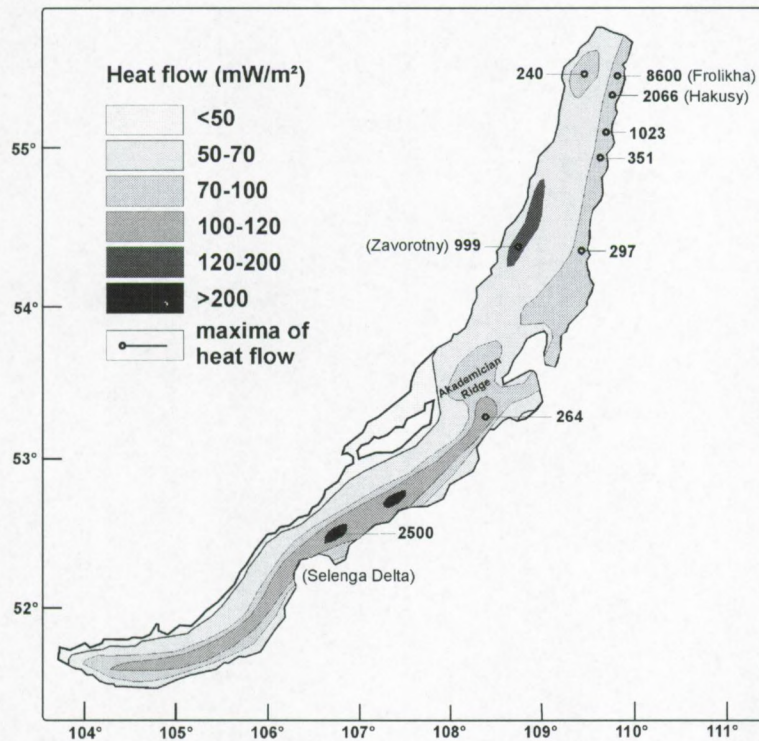 Heat flow (mW/m²)
<50
50-70
70-100
100-120
120-200
>200
maxima of
heat flow
240
8600 (Frolikha)
2066 (Hakusy)
1023
351
(Zavorotny) 999
297
Akademician
Ridge
264
2500
(Selenga Delta)
55°
54°
53°
52°
104°
105°
106°
107°
108°
109°
110°
111°